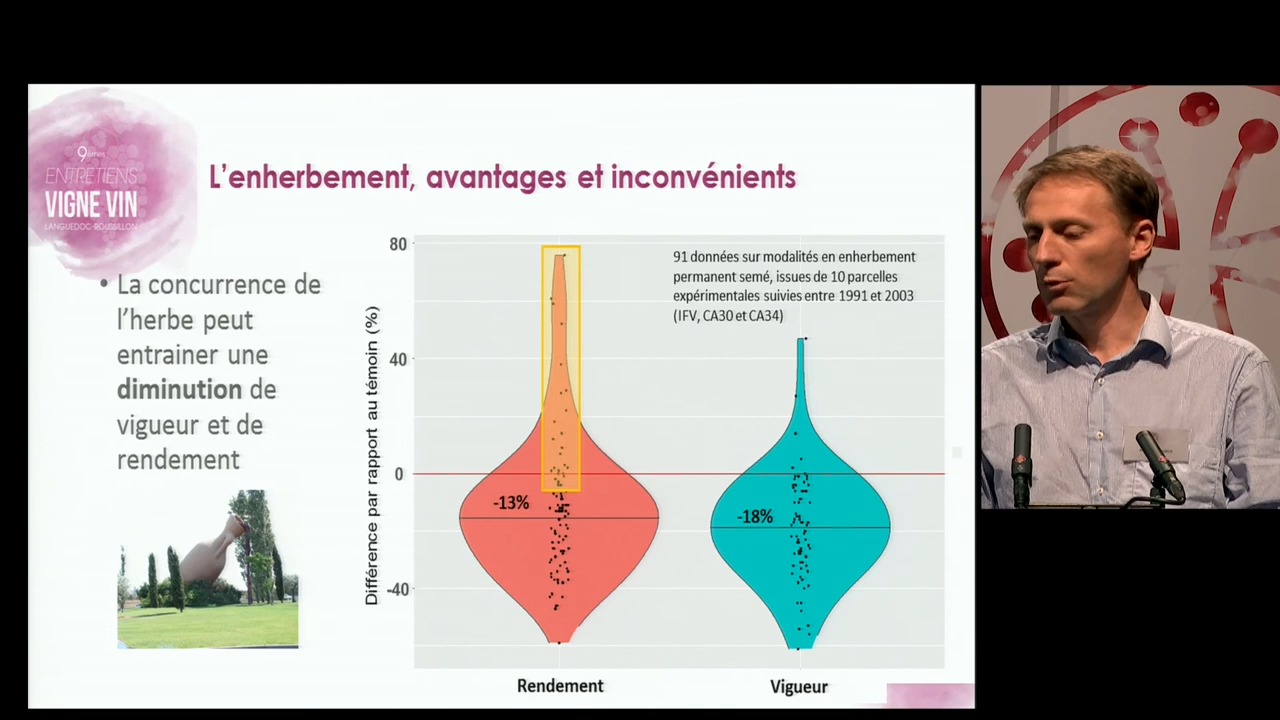 9èmes
ENTRETIENS
VIGNE VIN
LANGUEDOC-ROUSSILLON
L'enherbement, avantages et inconvénients
• La concurrence de
l'herbe peut
entrainer une
diminution de
vigueur et de
rendement
Différence par rapport au témoin (%)
80
40
0
-40
91 données sur modalités en enherbement
permanent semé, issues de 10 parcelles
expérimentales suivies entre 1991 et 2003
(IFV, CA30 et CA34)
-13%
-18%
Rendement
Vigueur